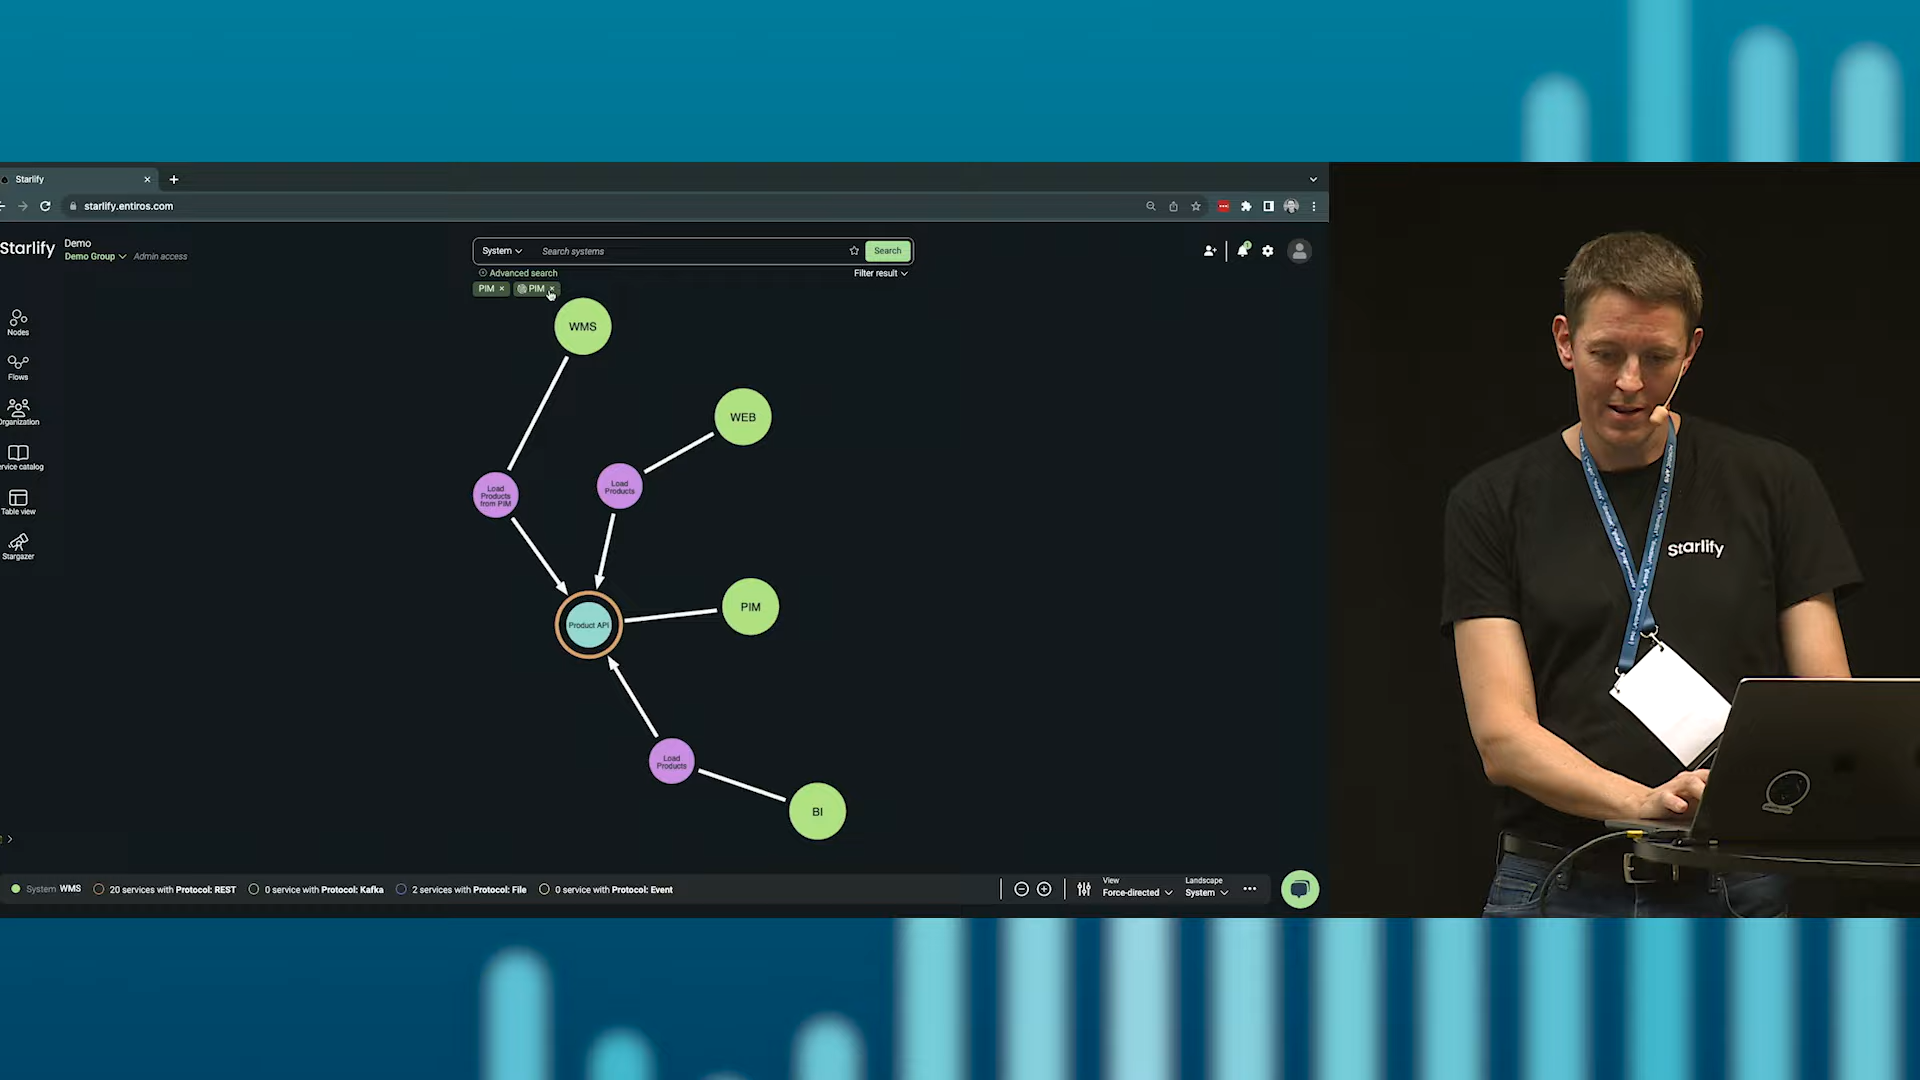 Starlify
starlify.entiros.com
Starlify
Demo
Demo Group
Admin access
System
Search systems
Search
Advanced search
Filter result
PIM
PIM
Nodes
Flows
Organization
rvice catalog
Table view
Stargazer
WMS
WEB
Load
Products
from PIM
Load
Products
Product API
PIM
Load
Products
BI
System WMS
20 services with Protocol: REST
0 service with Protocol: Kafka
2 services with Protocol: File
0 service with Protocol: Event
View
Force-directed
Landscape
System
Starlify